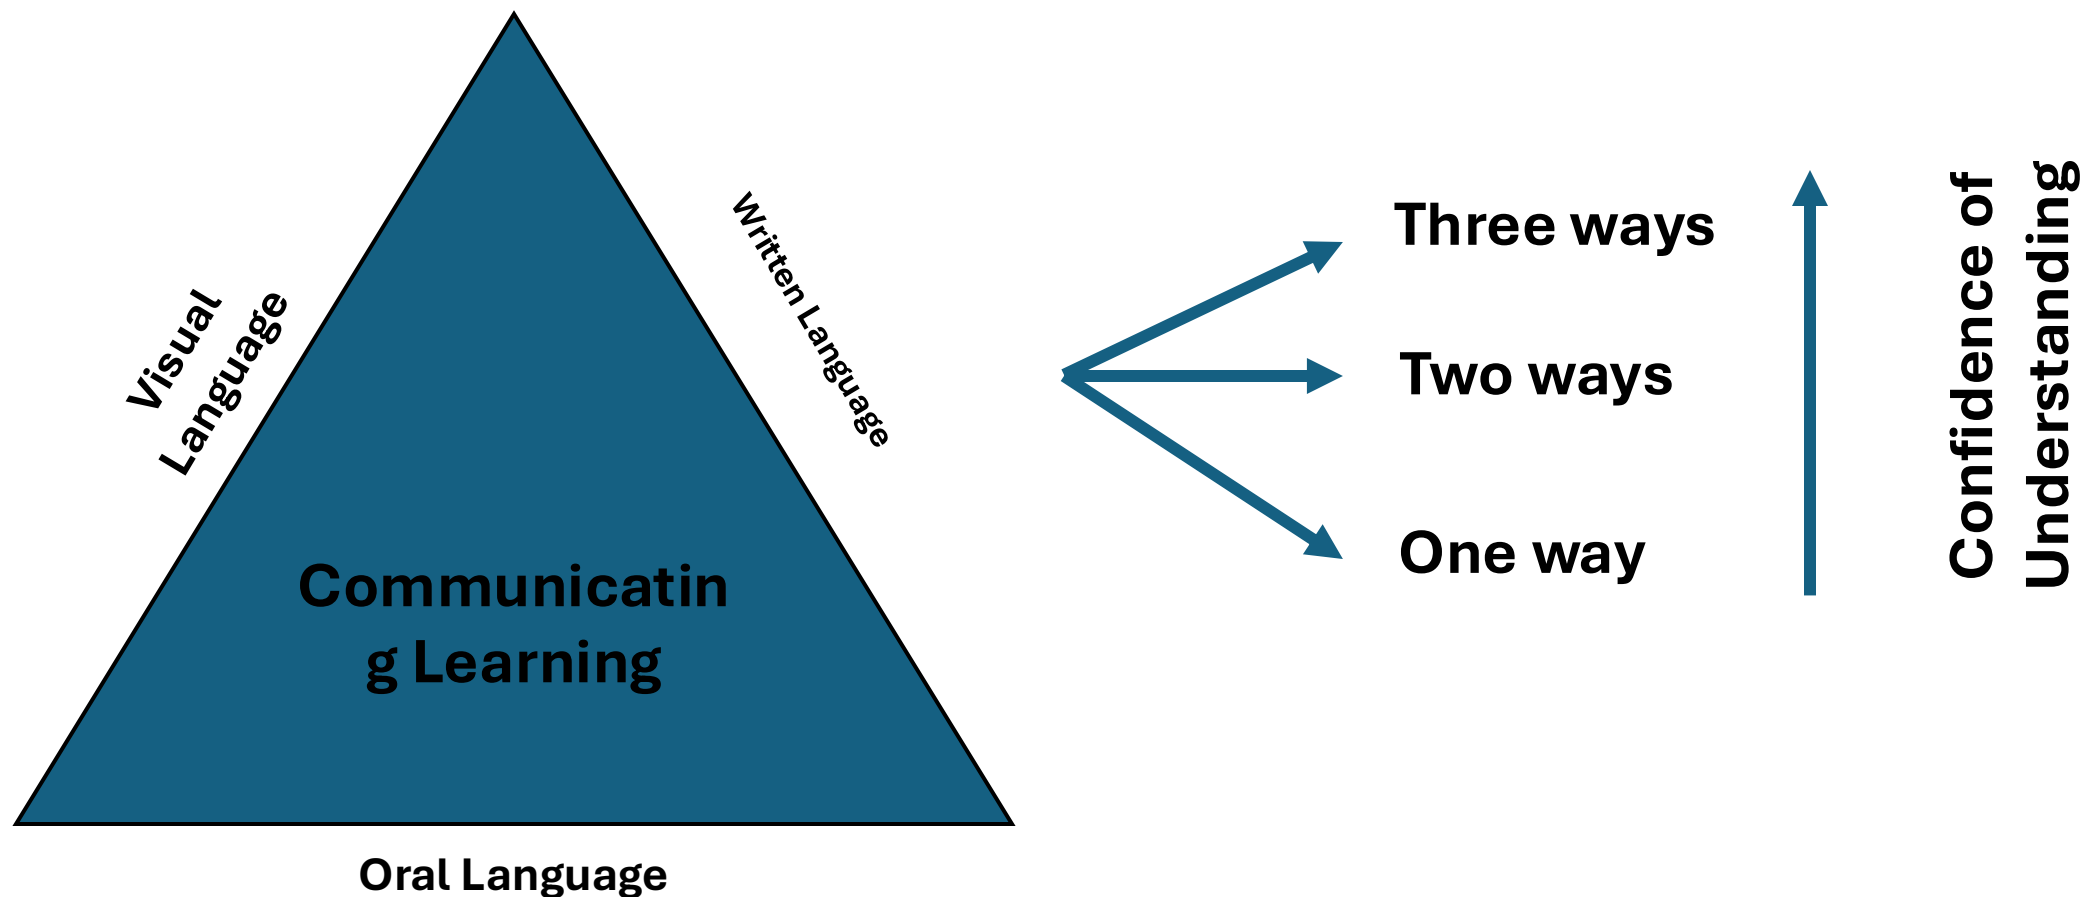 Visual
Language
Written Language
Communicatin
g Learning
Oral Language
Three ways
Two ways
One way
Confidence of
Understanding